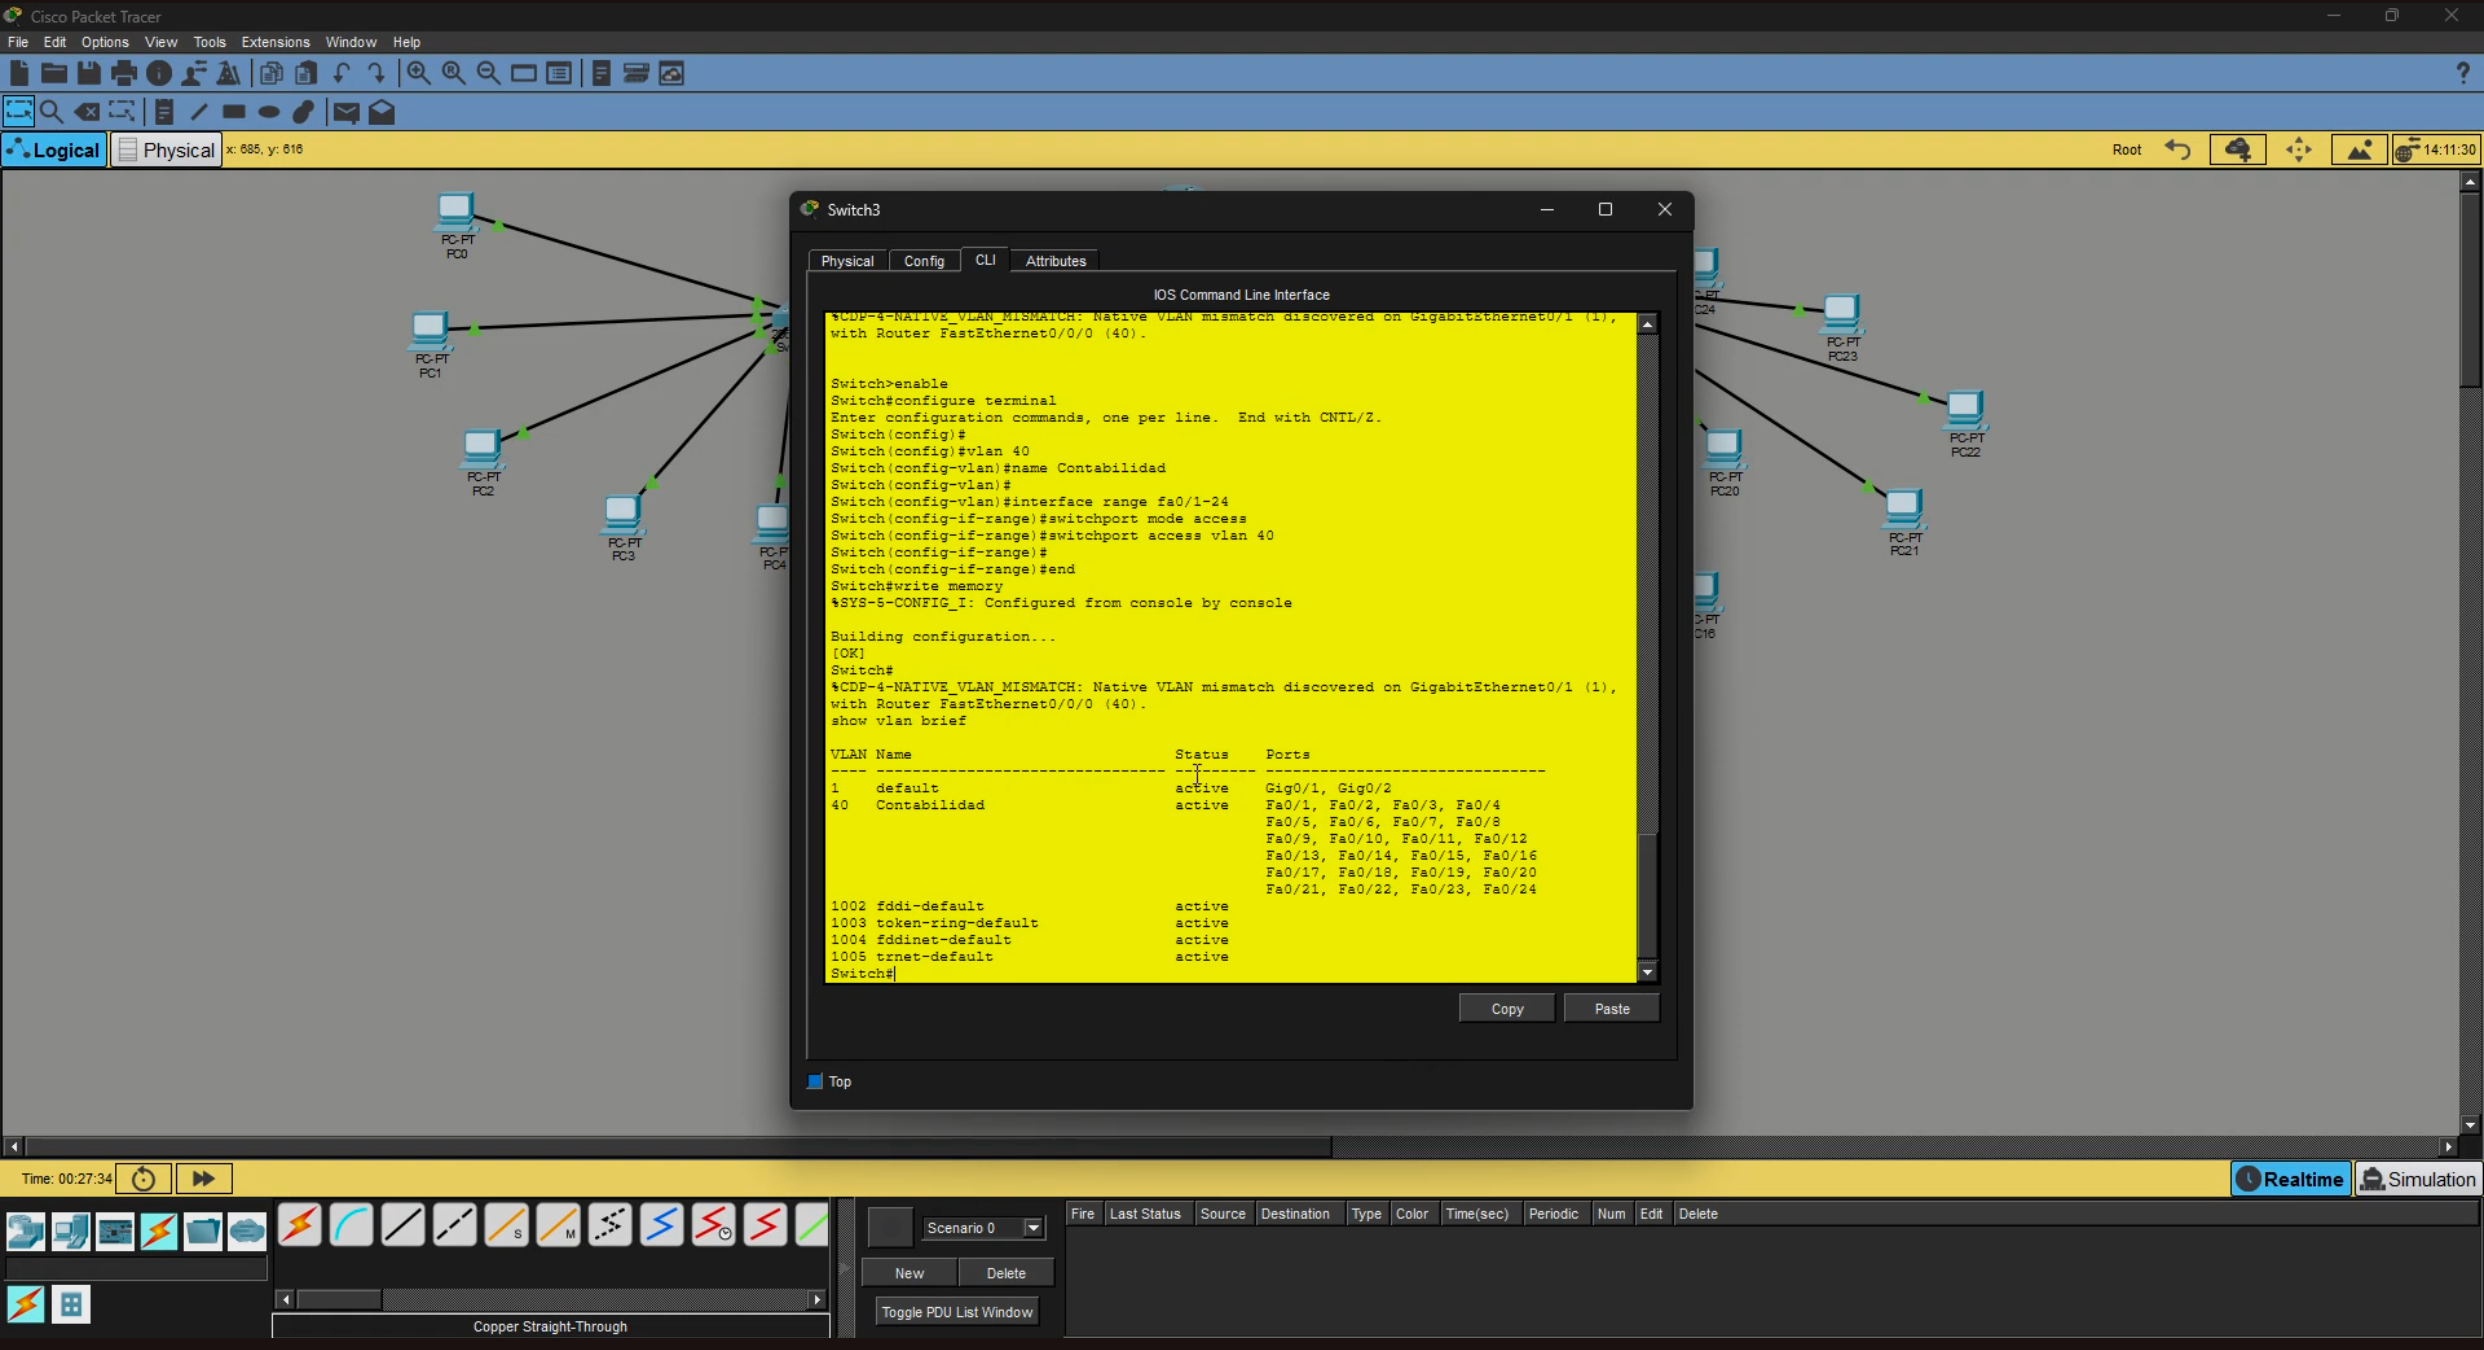 Cisco Packet Tracer
File Edit Options View Tools Extensions Window Help
Logical Physical x: 685, y: 616 Root 14:11:30
PC-PT
PC0
PC-PT
PC1
PC-PT
PC2
PC-PT
PC3
PC4
Switch3
Physical Config CLI Attributes
IOS Command Line Interface
%CDP-4-NATIVE_VLAN_MISMATCH: Native VLAN mismatch discovered on GigabitEthernet0/1 (1),
with Router FastEthernet0/0/0 (40).
Switch>enable
Switch#configure terminal
Enter configuration commands, one per line. End with CNTL/Z.
Switch(config)#
Switch(config)#vlan 40
Switch(config-vlan)#name Contabilidad
Switch(config-vlan)#
Switch(config-vlan)#interface range fa0/1-24
Switch(config-if-range)#switchport mode access
Switch(config-if-range)#switchport access vlan 40
Switch(config-if-range)#
Switch(config-if-range)#end
Switch#write memory
%SYS-5-CONFIG_I: Configured from console by console
Building configuration...
[OK]
Switch#
%CDP-4-NATIVE_VLAN_MISMATCH: Native VLAN mismatch discovered on GigabitEthernet0/1 (1),
with Router FastEthernet0/0/0 (40).
show vlan brief
VLAN Name Status Ports
---- -------------------------------- --------- -------------------------------
1 default active Gig0/1, Gig0/2
40 Contabilidad active Fa0/1, Fa0/2, Fa0/3, Fa0/4
Fa0/5, Fa0/6, Fa0/7, Fa0/8
Fa0/9, Fa0/10, Fa0/11, Fa0/12
Fa0/13, Fa0/14, Fa0/15, Fa0/16
Fa0/17, Fa0/18, Fa0/19, Fa0/20
Fa0/21, Fa0/22, Fa0/23, Fa0/24
1002 fddi-default active
1003 token-ring-default active
1004 fddinet-default active
1005 trnet-default active
Switch#
Copy Paste
Top
C24
PC-PT
PC23
PC-PT
PC22
PC-PT
PC20
PC-PT
PC21
C16
Time: 00:27:34 Realtime Simulation
Scenario 0
New Delete
Toggle PDU List Window
Fire Last Status Source Destination Type Color Time(sec) Periodic Num Edit Delete
S
M
Copper Straight-Through